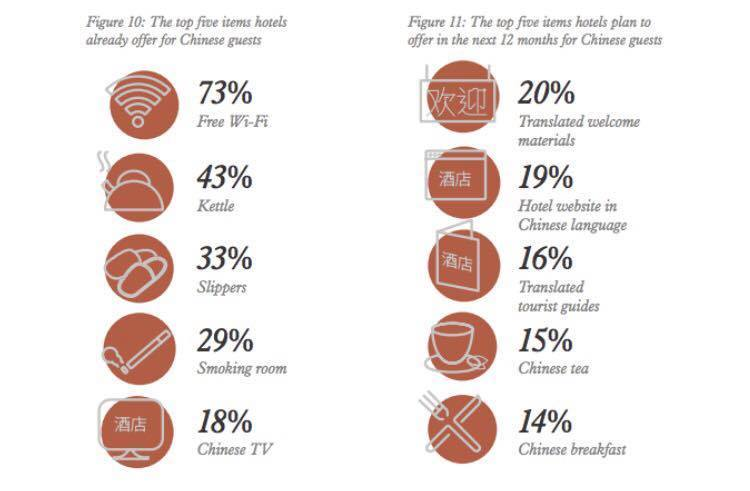 Figure 10: The top five items hotels
already offer for Chinese guests
73%
Free Wi-Fi
43%
Kettle
33%
Slippers
29%
Smoking room
酒店
18%
Chinese TV
Figure 11: The top five items hotels plan to
offer in the next 12 months for Chinese guests
欢迎
20%
Translated welcome
materials
酒店
19%
Hotel website in
Chinese language
酒店
16%
Translated
tourist guides
15%
Chinese tea
14%
Chinese breakfast